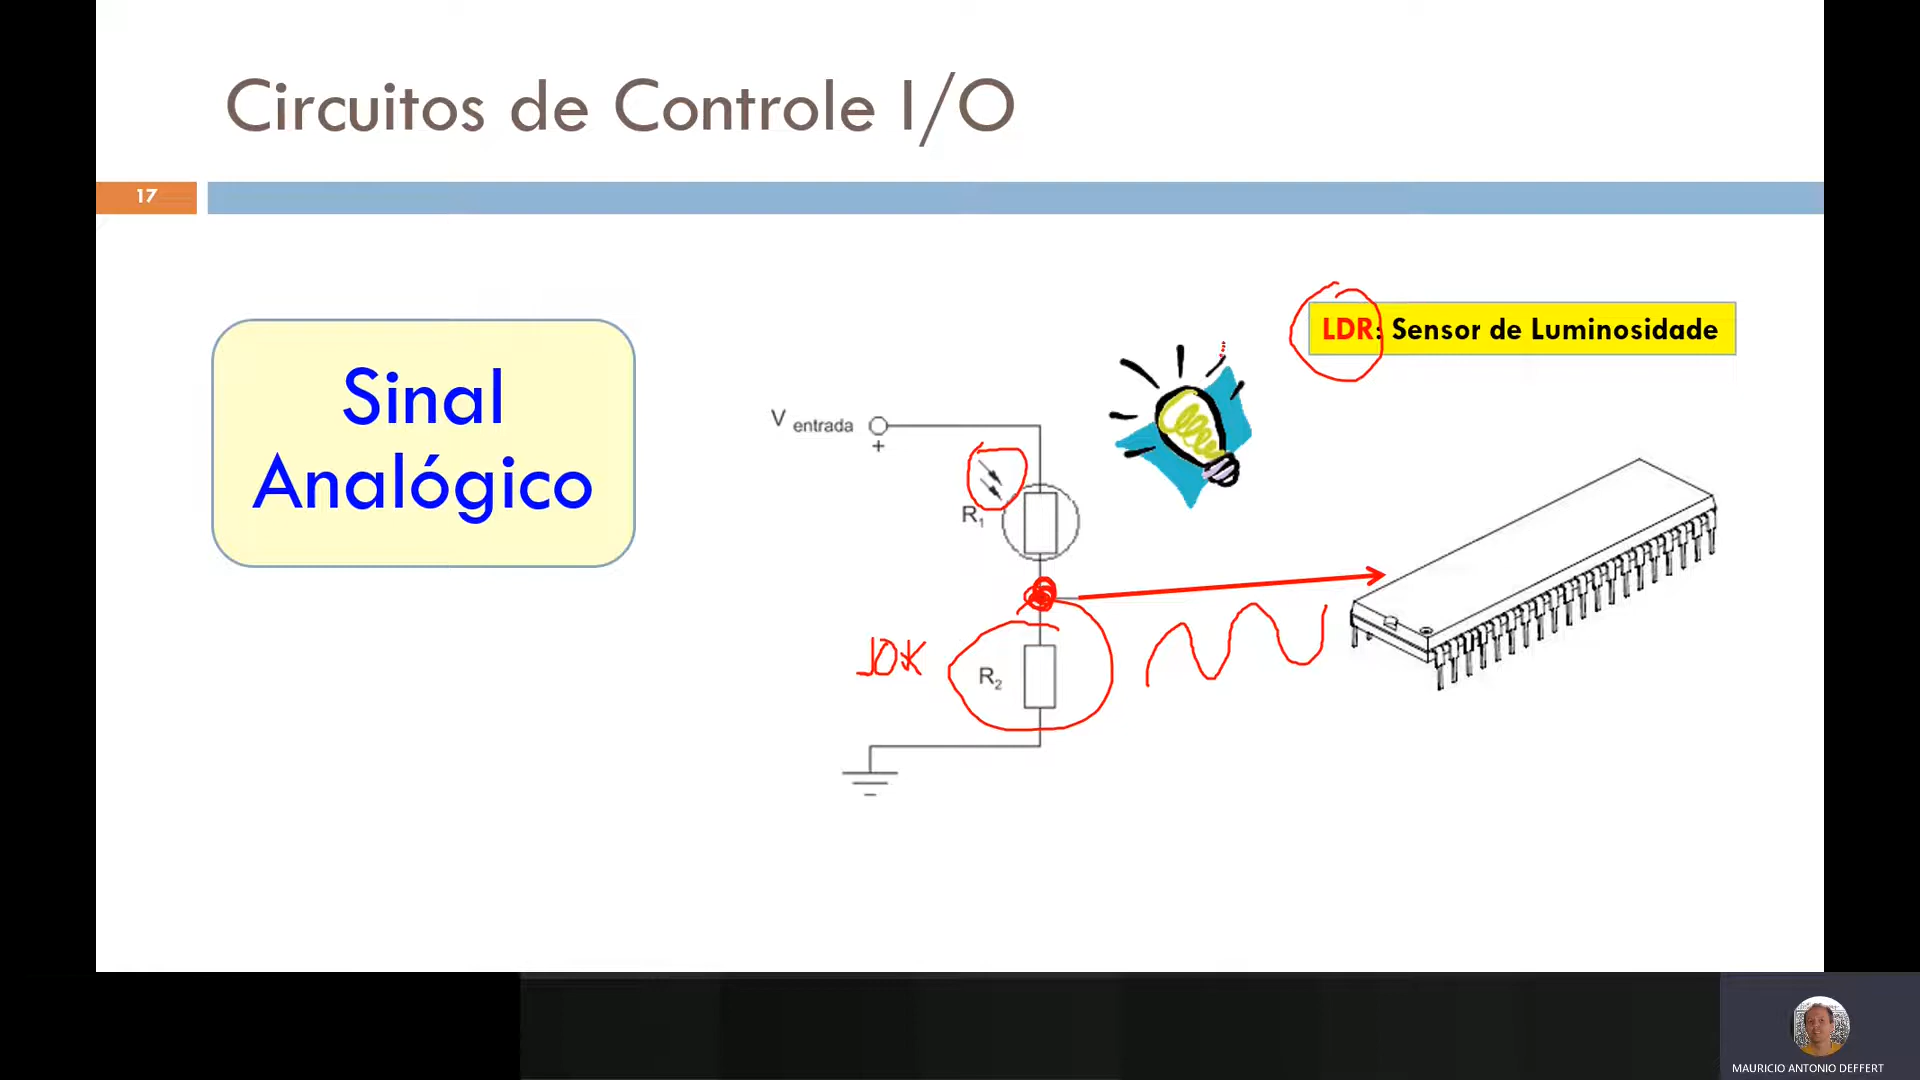 Circuitos de Controle I/O
17
LDR: Sensor de Luminosidade
Sinal
Analógico
V entrada
+
R1
10K
R2
MAURICIO ANTONIO DEFFERT